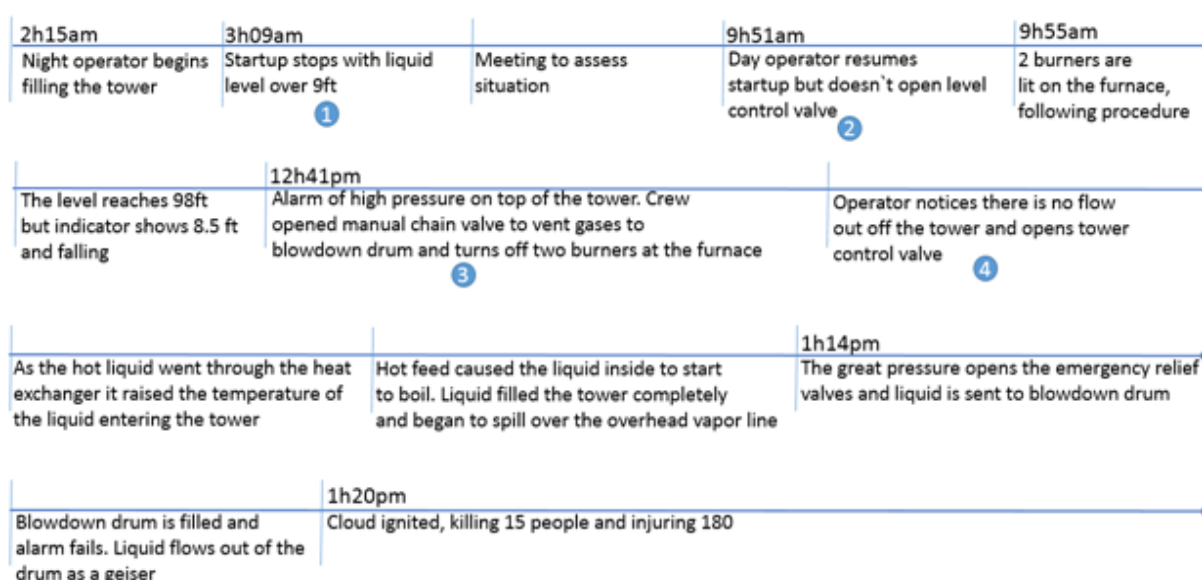 2h15am
Night operator begins
filling the tower
3h09am
Startup stops with liquid
level over 9ft
1
Meeting to assess
situation
9h51am
Day operator resumes
startup but doesn`t open level
control valve
2
9h55am
2 burners are
lit on the furnace,
following procedure
The level reaches 98ft
but indicator shows 8.5 ft
and falling
12h41pm
Alarm of high pressure on top of the tower. Crew
opened manual chain valve to vent gases to
blowdown drum and turns off two burners at the furnace
3
Operator notices there is no flow
out off the tower and opens tower
control valve
4
As the hot liquid went through the heat
exchanger it raised the temperature of
the liquid entering the tower
Hot feed caused the liquid inside to start
to boil. Liquid filled the tower completely
and began to spill over the overhead vapor line
1h14pm
The great pressure opens the emergency relief
valves and liquid is sent to blowdown drum
Blowdown drum is filled and
alarm fails. Liquid flows out of the
drum as a geiser
1h20pm
Cloud ignited, killing 15 people and injuring 180